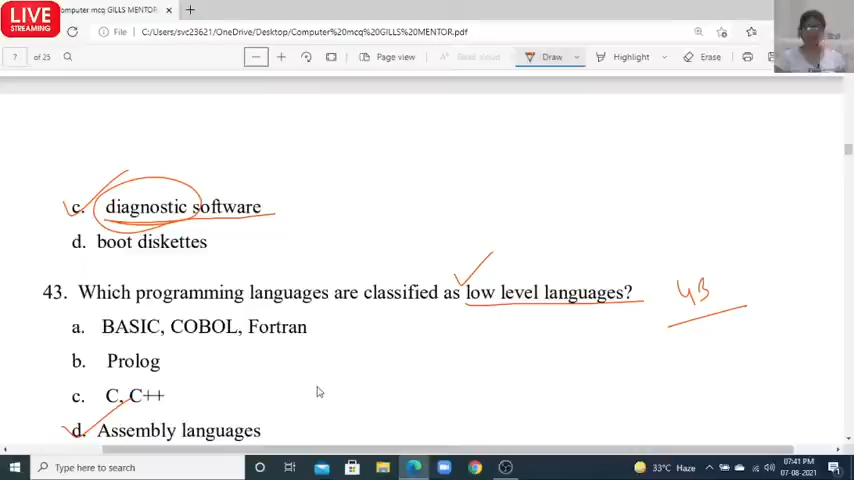 LIVE
STREAMING
Computer mcq GILLS MENTOR.pdf
File
C:/Users/svc23621/OneDrive/Desktop/Computer%20mcq%20GILLS%20MENTOR.pdf
7 of 25
Page view
Read aloud
Draw
Highlight
Erase
c. diagnostic software
d. boot diskettes
43. Which programming languages are classified as low level languages?
43
a. BASIC, COBOL, Fortran
b. Prolog
c. C, C++
d. Assembly languages
Type here to search
33°C Haze
07:41 PM
07-08-2021